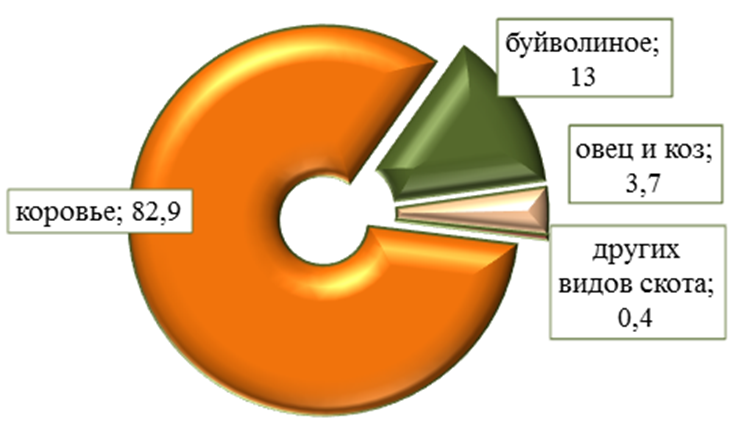 буйволиное;
13
овец и коз;
3,7
коровье; 82,9
других
видов скота;
0,4